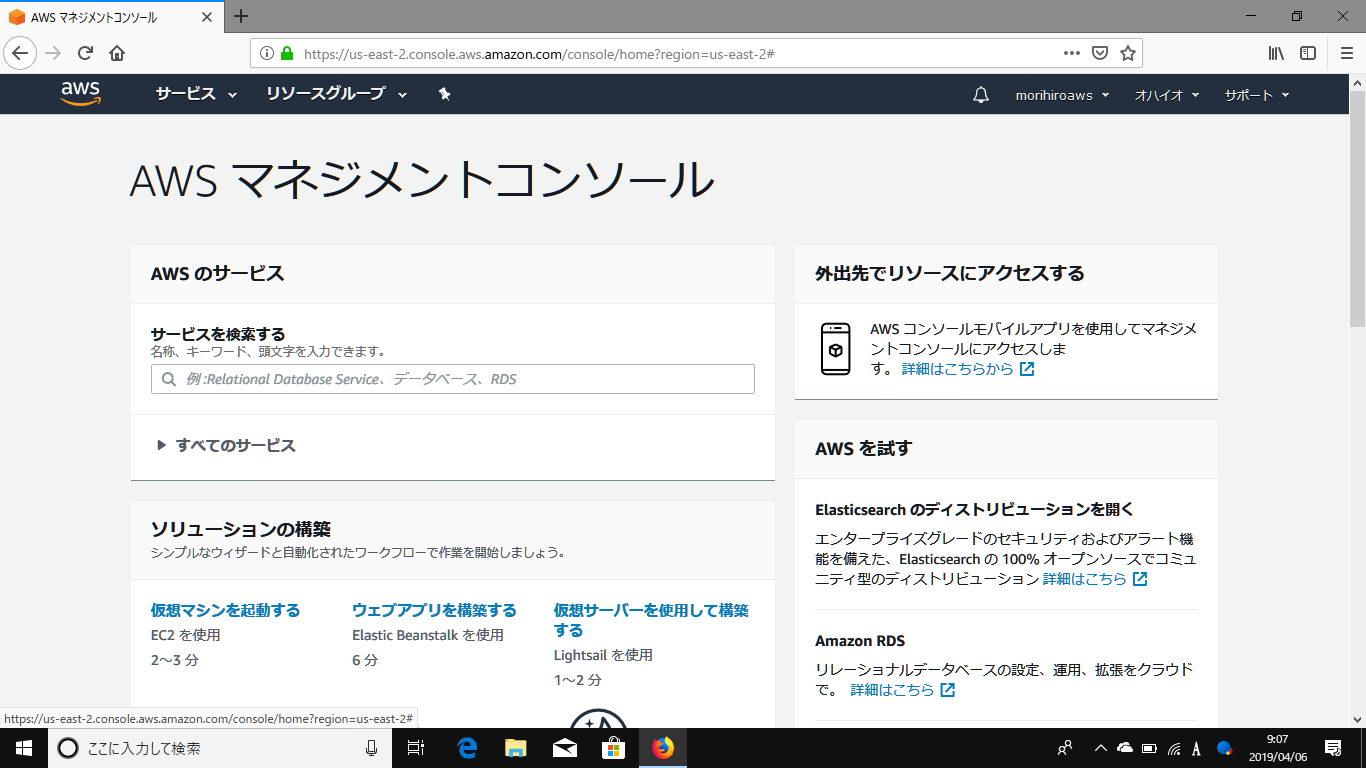 AWS マネジメントコンソール
https://us-east-2.console.aws.amazon.com/console/home?region=us-east-2#
aws
サービス
リソースグループ
morihiroaws
オハイオ
サポート
AWS マネジメントコンソール
AWS のサービス
サービスを検索する
名称、キーワード、頭文字を入力できます。
例 :Relational Database Service、データベース、RDS
すべてのサービス
ソリューションの構築
シンプルなウィザードと自動化されたワークフローで作業を開始しましょう。
仮想マシンを起動する
EC2 を使用
2～3 分
ウェブアプリを構築する
Elastic Beanstalk を使用
6 分
仮想サーバーを使用して構築
する
Lightsail を使用
1～2 分
外出先でリソースにアクセスする
AWS コンソールモバイルアプリを使用してマネジメ
ントコンソールにアクセスしま
す。 詳細はこちらから
AWS を試す
Elasticsearch のディストリビューションを開く
エンタープライズグレードのセキュリティおよびアラート機
能を備えた、Elasticsearch の 100% オープンソースでコミュ
ニティ型のディストリビューション 詳細はこちら
Amazon RDS
リレーショナルデータベースの設定、運用、拡張をクラウド
で。 詳細はこちら
https://us-east-2.console.aws.amazon.com/console/home?region=us-east-2#
ここに入力して検索
A
9:07
2019/04/06